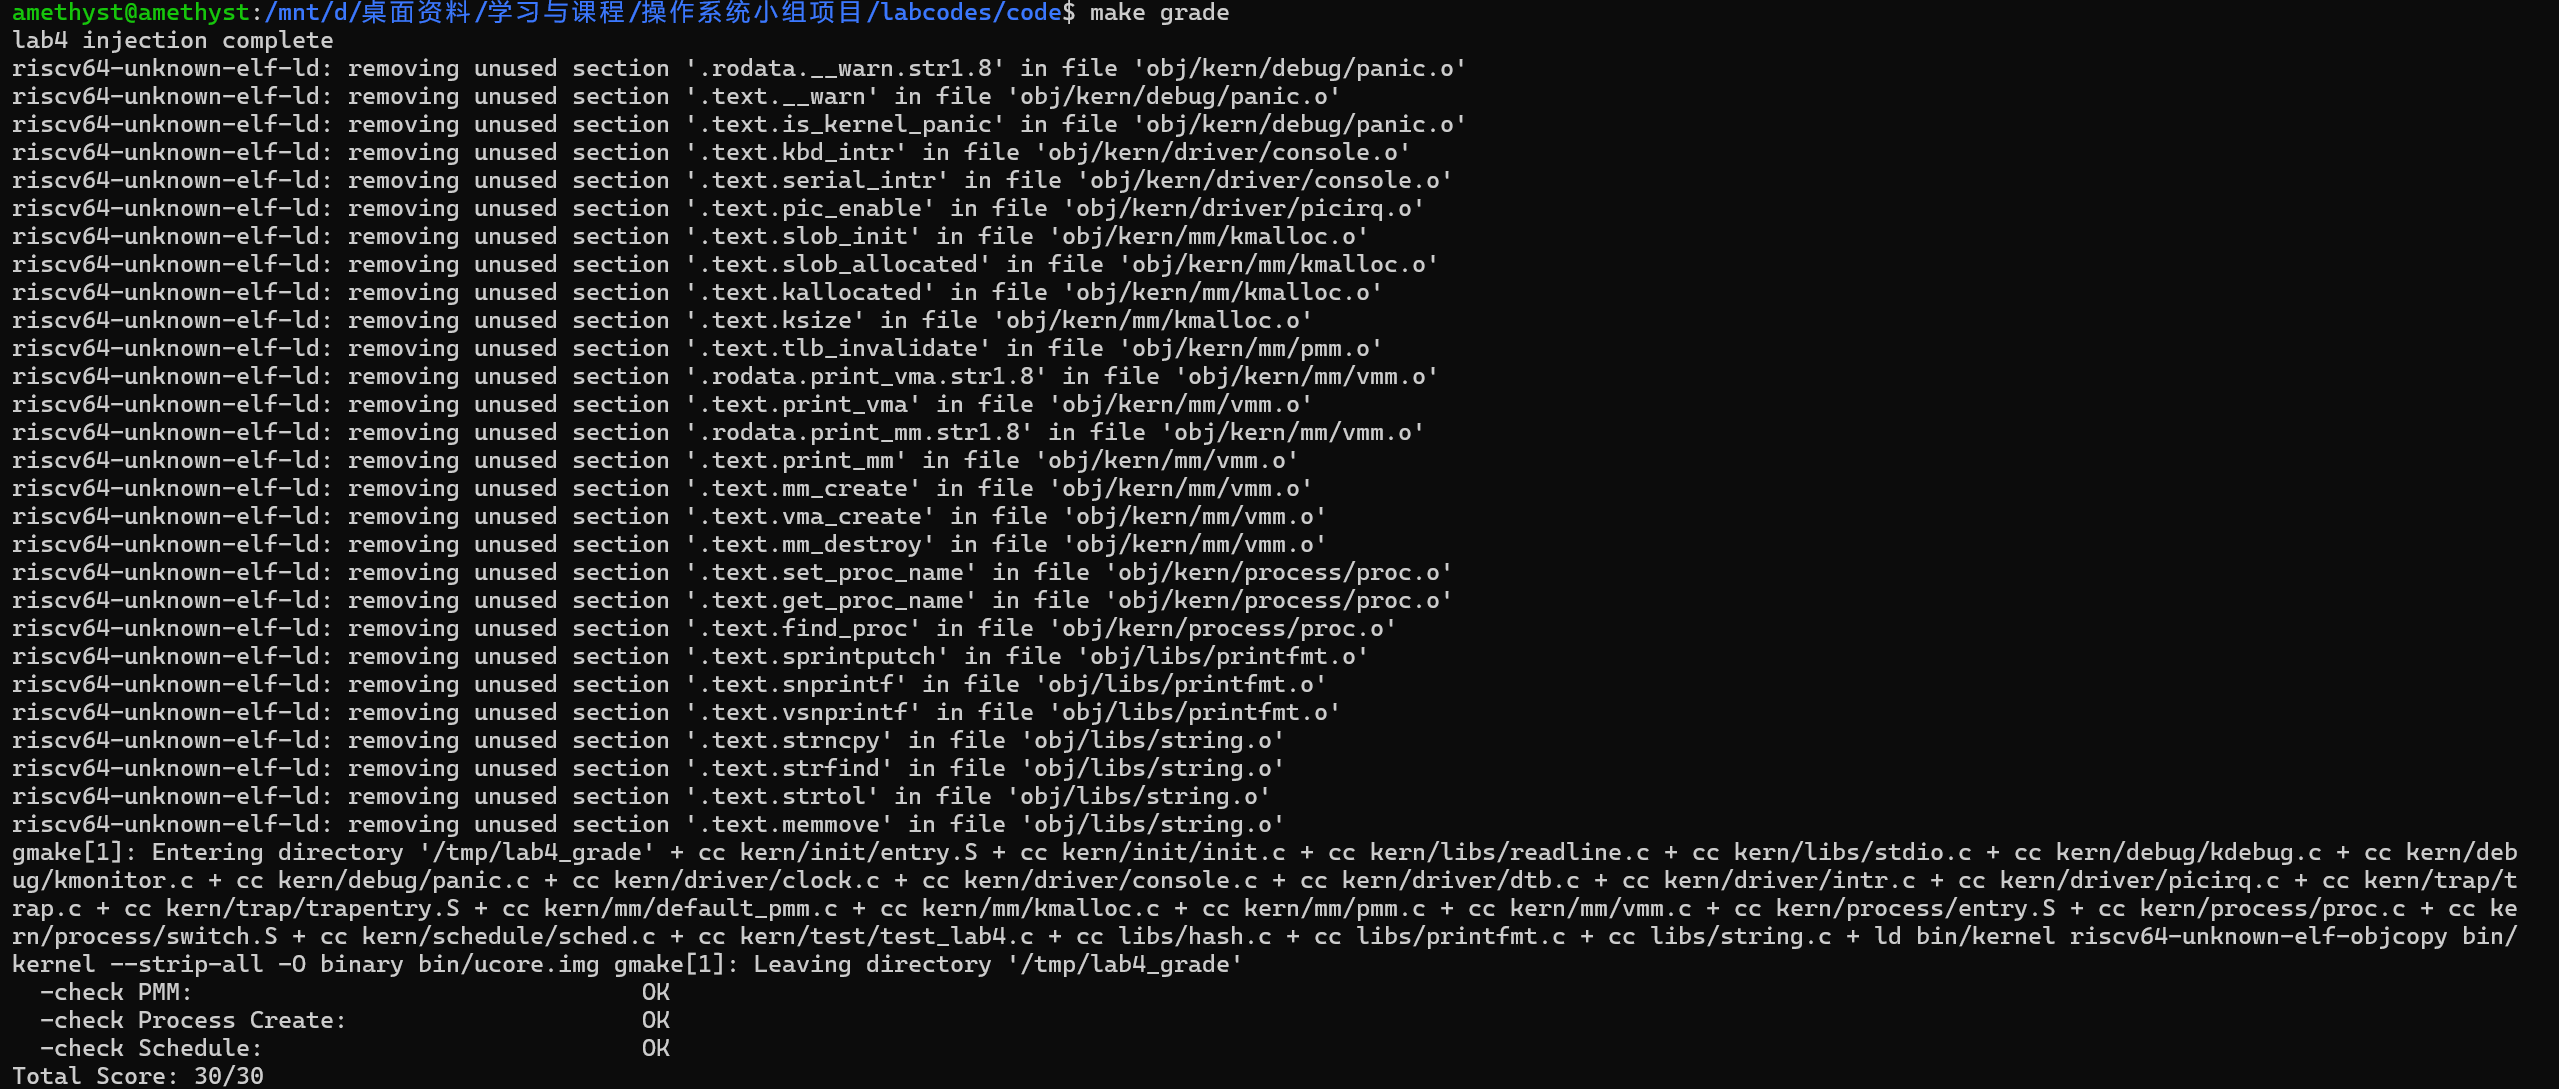 amethyst@amethyst:/mnt/d/桌面资料/学习与课程/操作系统小组项目/labcodes/code$ make grade
lab4 injection complete
riscv64-unknown-elf-ld: removing unused section '.rodata.__warn.str1.8' in file 'obj/kern/debug/panic.o'
riscv64-unknown-elf-ld: removing unused section '.text.__warn' in file 'obj/kern/debug/panic.o'
riscv64-unknown-elf-ld: removing unused section '.text.is_kernel_panic' in file 'obj/kern/debug/panic.o'
riscv64-unknown-elf-ld: removing unused section '.text.kbd_intr' in file 'obj/kern/driver/console.o'
riscv64-unknown-elf-ld: removing unused section '.text.serial_intr' in file 'obj/kern/driver/console.o'
riscv64-unknown-elf-ld: removing unused section '.text.pic_enable' in file 'obj/kern/driver/picirq.o'
riscv64-unknown-elf-ld: removing unused section '.text.slob_init' in file 'obj/kern/mm/kmalloc.o'
riscv64-unknown-elf-ld: removing unused section '.text.slob_allocated' in file 'obj/kern/mm/kmalloc.o'
riscv64-unknown-elf-ld: removing unused section '.text.kallocated' in file 'obj/kern/mm/kmalloc.o'
riscv64-unknown-elf-ld: removing unused section '.text.ksize' in file 'obj/kern/mm/kmalloc.o'
riscv64-unknown-elf-ld: removing unused section '.text.tlb_invalidate' in file 'obj/kern/mm/pmm.o'
riscv64-unknown-elf-ld: removing unused section '.rodata.print_vma.str1.8' in file 'obj/kern/mm/vmm.o'
riscv64-unknown-elf-ld: removing unused section '.text.print_vma' in file 'obj/kern/mm/vmm.o'
riscv64-unknown-elf-ld: removing unused section '.rodata.print_mm.str1.8' in file 'obj/kern/mm/vmm.o'
riscv64-unknown-elf-ld: removing unused section '.text.print_mm' in file 'obj/kern/mm/vmm.o'
riscv64-unknown-elf-ld: removing unused section '.text.mm_create' in file 'obj/kern/mm/vmm.o'
riscv64-unknown-elf-ld: removing unused section '.text.vma_create' in file 'obj/kern/mm/vmm.o'
riscv64-unknown-elf-ld: removing unused section '.text.mm_destroy' in file 'obj/kern/mm/vmm.o'
riscv64-unknown-elf-ld: removing unused section '.text.set_proc_name' in file 'obj/kern/process/proc.o'
riscv64-unknown-elf-ld: removing unused section '.text.get_proc_name' in file 'obj/kern/process/proc.o'
riscv64-unknown-elf-ld: removing unused section '.text.find_proc' in file 'obj/kern/process/proc.o'
riscv64-unknown-elf-ld: removing unused section '.text.sprintputch' in file 'obj/libs/printfmt.o'
riscv64-unknown-elf-ld: removing unused section '.text.snprintf' in file 'obj/libs/printfmt.o'
riscv64-unknown-elf-ld: removing unused section '.text.vsnprintf' in file 'obj/libs/printfmt.o'
riscv64-unknown-elf-ld: removing unused section '.text.strncpy' in file 'obj/libs/string.o'
riscv64-unknown-elf-ld: removing unused section '.text.strfind' in file 'obj/libs/string.o'
riscv64-unknown-elf-ld: removing unused section '.text.strtol' in file 'obj/libs/string.o'
riscv64-unknown-elf-ld: removing unused section '.text.memmove' in file 'obj/libs/string.o'
gmake[1]: Entering directory '/tmp/lab4_grade' + cc kern/init/entry.S + cc kern/init/init.c + cc kern/libs/readline.c + cc kern/libs/stdio.c + cc kern/debug/kdebug.c + cc kern/deb
ug/kmonitor.c + cc kern/debug/panic.c + cc kern/driver/clock.c + cc kern/driver/console.c + cc kern/driver/dtb.c + cc kern/driver/intr.c + cc kern/driver/picirq.c + cc kern/trap/t
rap.c + cc kern/trap/trapentry.S + cc kern/mm/default_pmm.c + cc kern/mm/kmalloc.c + cc kern/mm/pmm.c + cc kern/mm/vmm.c + cc kern/process/entry.S + cc kern/process/proc.c + cc ke
rn/process/switch.S + cc kern/schedule/sched.c + cc kern/test/test_lab4.c + cc libs/hash.c + cc libs/printfmt.c + cc libs/string.c + ld bin/kernel riscv64-unknown-elf-objcopy bin/
kernel --strip-all -O binary bin/ucore.img gmake[1]: Leaving directory '/tmp/lab4_grade'
  -check PMM:                                OK
  -check Process Create:                     OK
  -check Schedule:                           OK
Total Score: 30/30